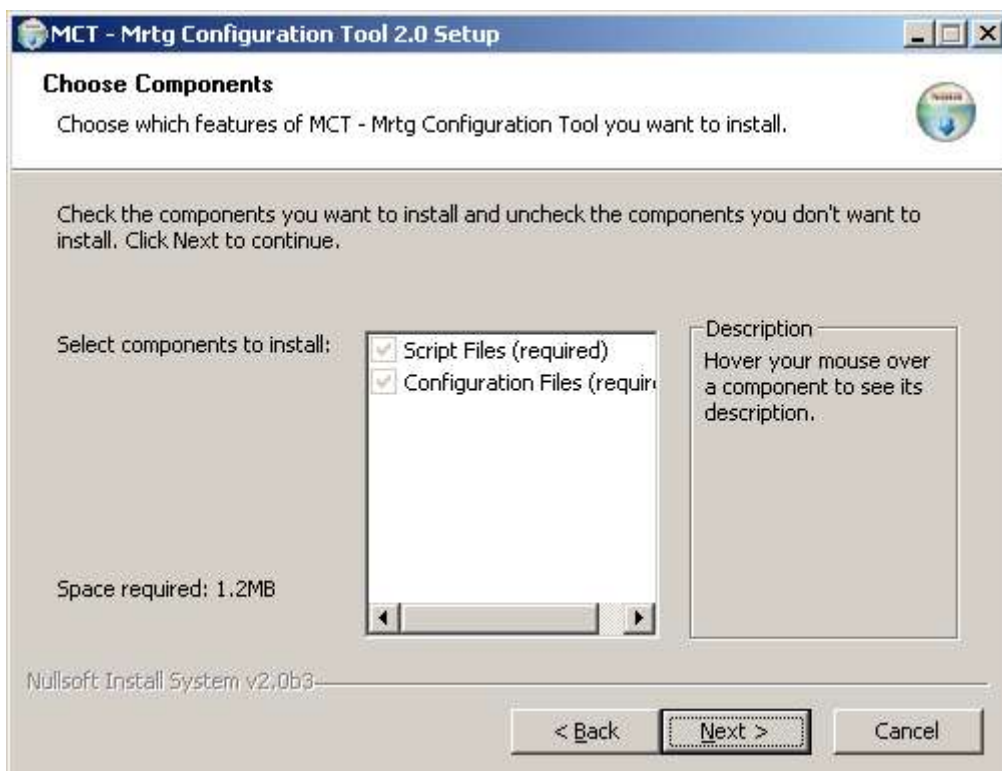 MCT - Mrtg Configuration Tool 2.0 Setup
Choose Components
Choose which features of MCT - Mrtg Configuration Tool you want to install.
Check the components you want to install and uncheck the components you don't want to
install. Click Next to continue.
Select components to install:
Script Files (required)
Configuration Files (requir
Description
Hover your mouse over
a component to see its
description.
Space required: 1.2MB
Nullsoft Install System v2.0b3
< Back
Next >
Cancel